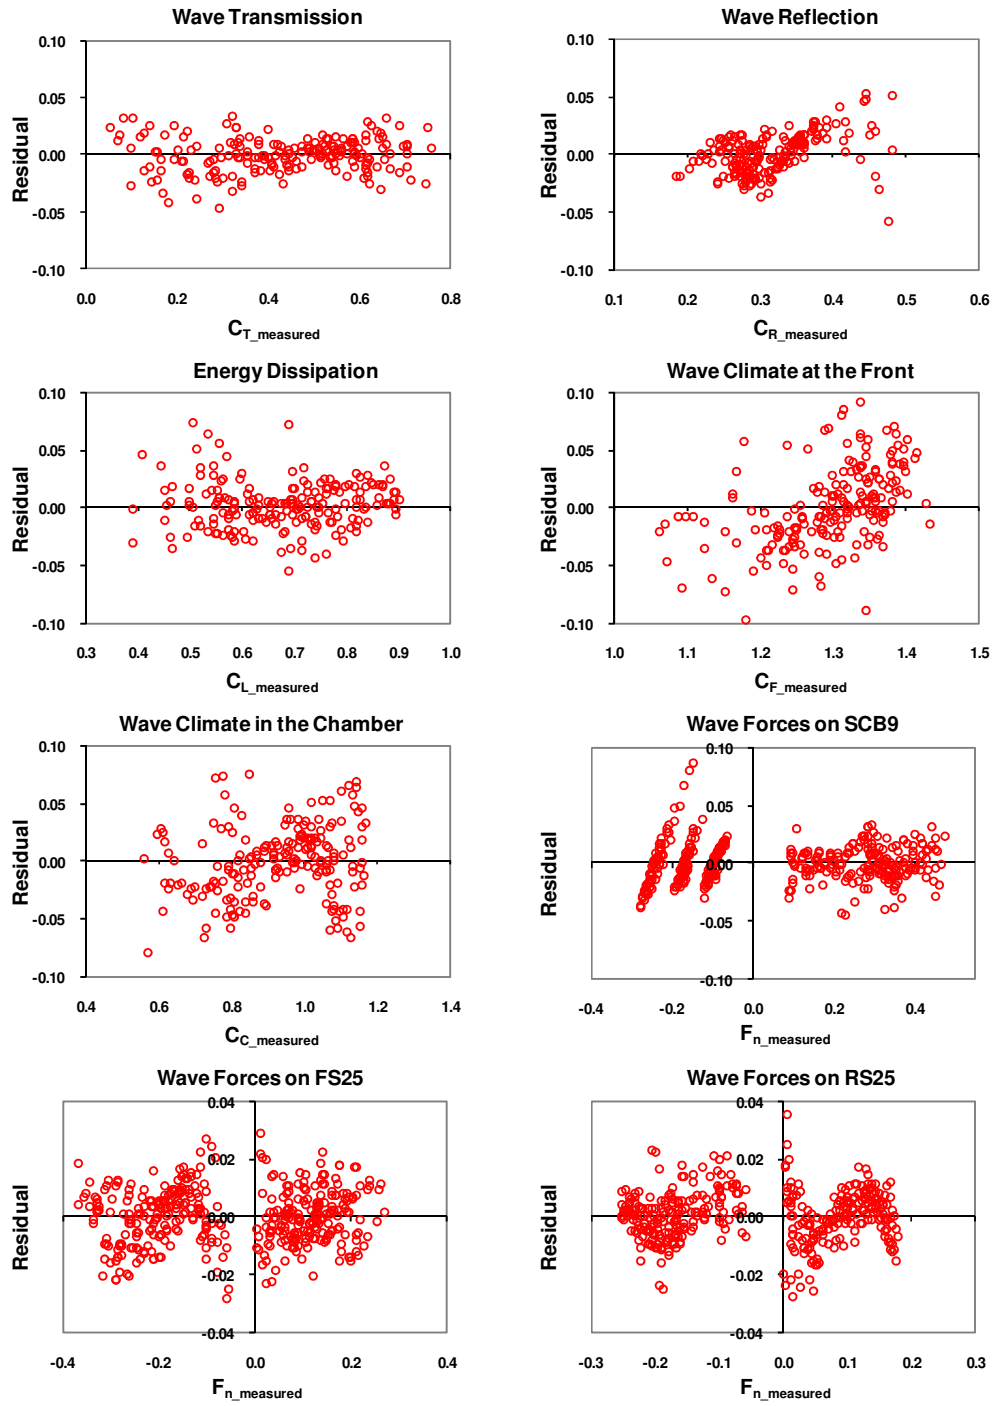 Wave Transmission
0.10
0.05
0.00
-0.05
-0.10
Residual
0.0 0.2 0.4 0.6 0.8
C_T_measured
Wave Reflection
0.10
0.05
0.00
-0.05
-0.10
Residual
0.1 0.2 0.3 0.4 0.5 0.6
C_R_measured
Energy Dissipation
0.10
0.05
0.00
-0.05
-0.10
Residual
0.3 0.4 0.5 0.6 0.7 0.8 0.9 1.0
C_L_measured
Wave Climate at the Front
0.10
0.05
0.00
-0.05
-0.10
Residual
1.0 1.1 1.2 1.3 1.4 1.5
C_F_measured
Wave Climate in the Chamber
0.10
0.05
0.00
-0.05
-0.10
Residual
0.4 0.6 0.8 1.0 1.2 1.4
C_C_measured
Wave Forces on SCB9
0.10
0.05
0.00
-0.05
-0.10
Residual
-0.4 -0.2 0.0 0.2 0.4
F_n_measured
Wave Forces on FS25
0.04
0.02
0.00
-0.02
-0.04
Residual
-0.4 -0.2 0.0 0.2 0.4
F_n_measured
Wave Forces on RS25
0.04
0.02
0.00
-0.02
-0.04
Residual
-0.3 -0.2 -0.1 0.0 0.1 0.2 0.3
F_n_measured